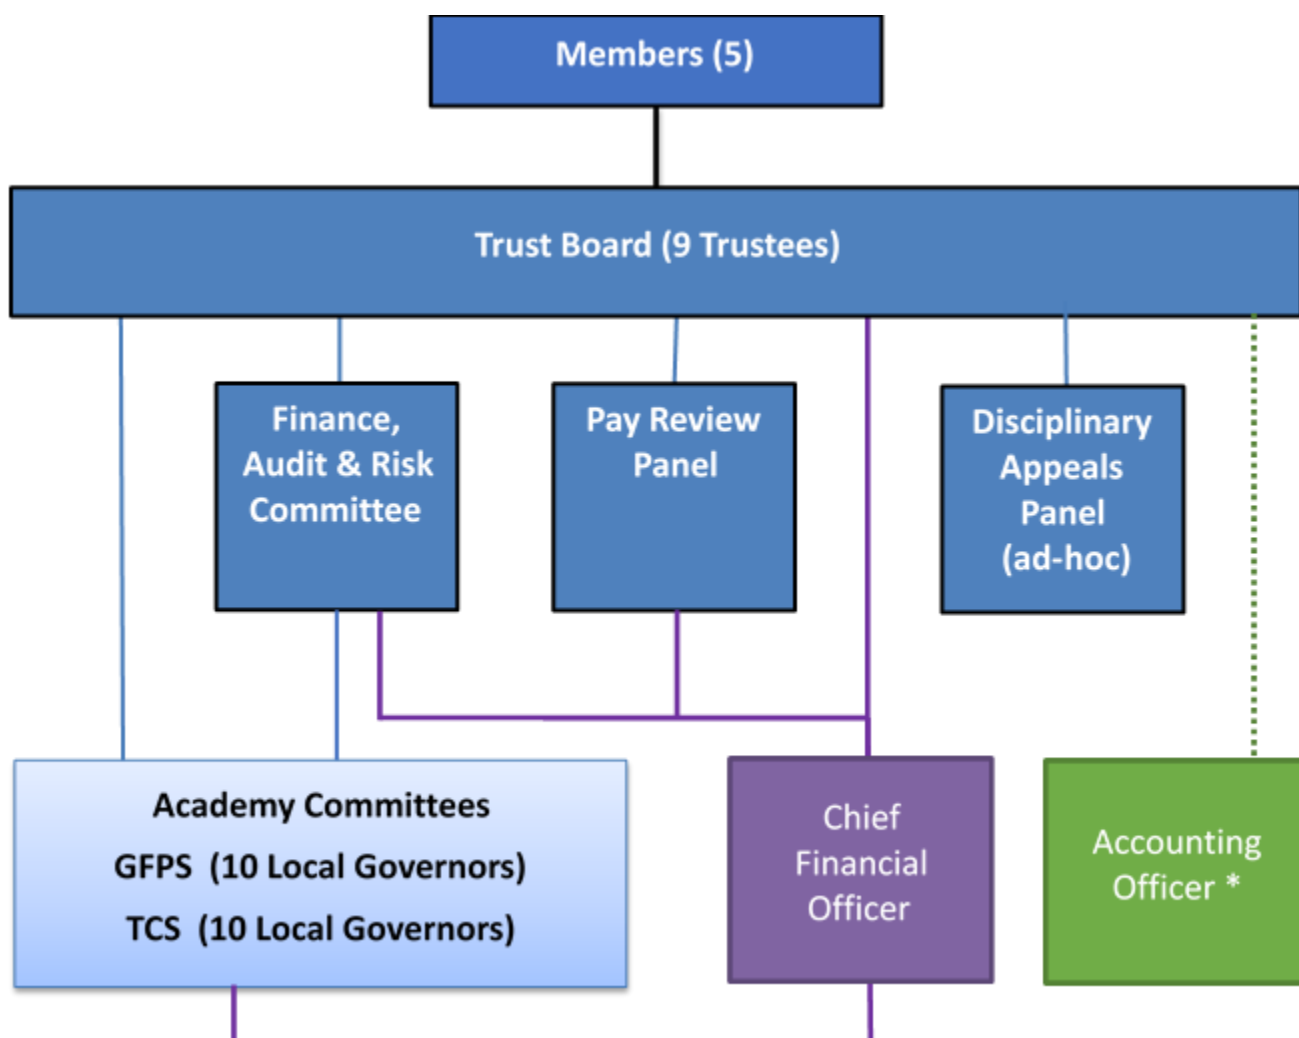 Members (5)
Trust Board (9 Trustees)
Finance,
Audit & Risk
Committee
Pay Review
Panel
Disciplinary
Appeals
Panel
(ad-hoc)
Academy Committees
GFPS  (10 Local Governors)
TCS  (10 Local Governors)
Chief
Financial
Officer
Accounting
Officer *